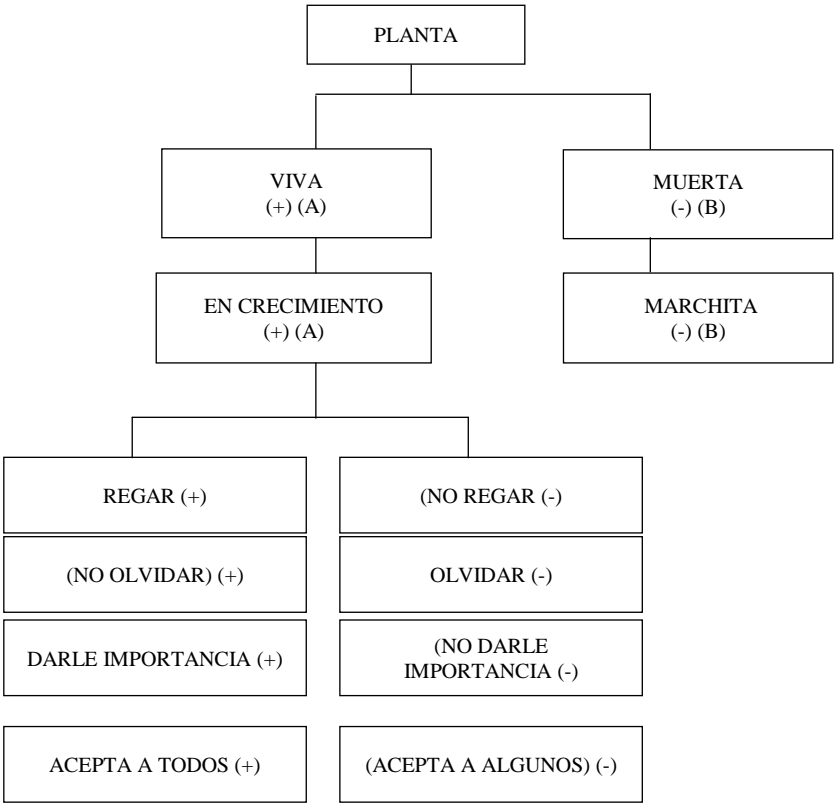 PLANTA
VIVA
(+) (A)
MUERTA
(-) (B)
EN CRECIMIENTO
(+) (A)
MARCHITA
(-) (B)
REGAR (+)
(NO REGAR (-)
(NO OLVIDAR) (+)
OLVIDAR (-)
DARLE IMPORTANCIA (+)
(NO DARLE
IMPORTANCIA (-)
ACEPTA A TODOS (+)
(ACEPTA A ALGUNOS) (-)